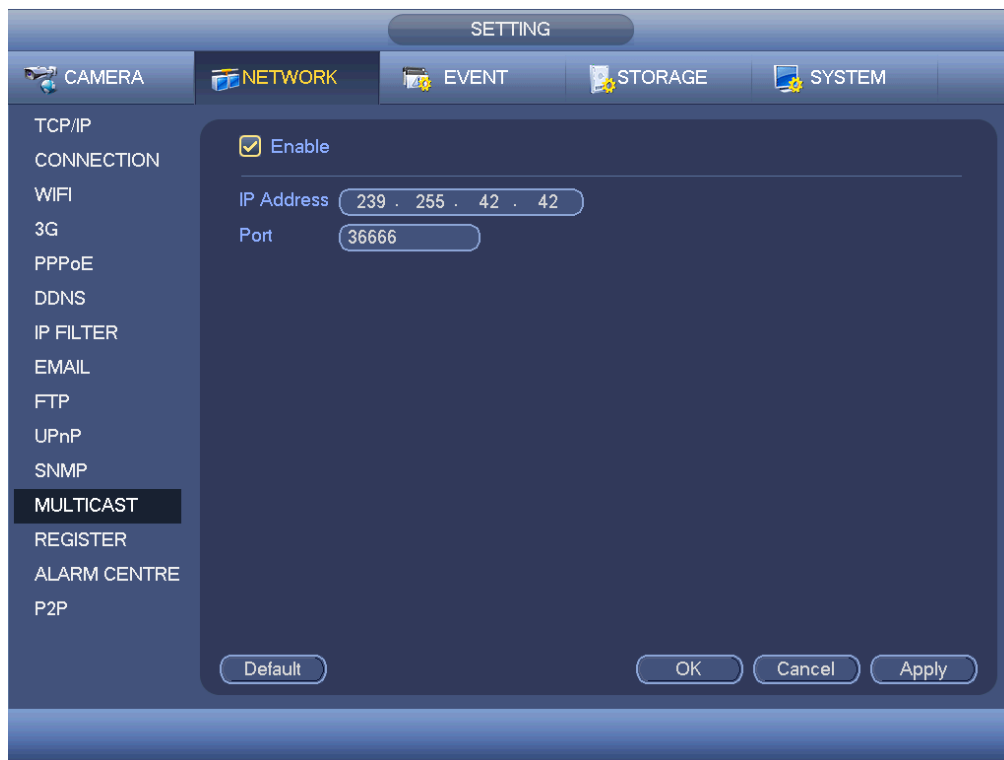 SETTING
CAMERA NETWORK EVENT STORAGE SYSTEM
TCP/IP
CONNECTION
WIFI
3G
PPPoE
DDNS
IP FILTER
EMAIL
FTP
UPnP
SNMP
MULTICAST
REGISTER
ALARM CENTRE
P2P
Enable
IP Address 239 . 255 . 42 . 42
Port 36666
Default OK Cancel Apply